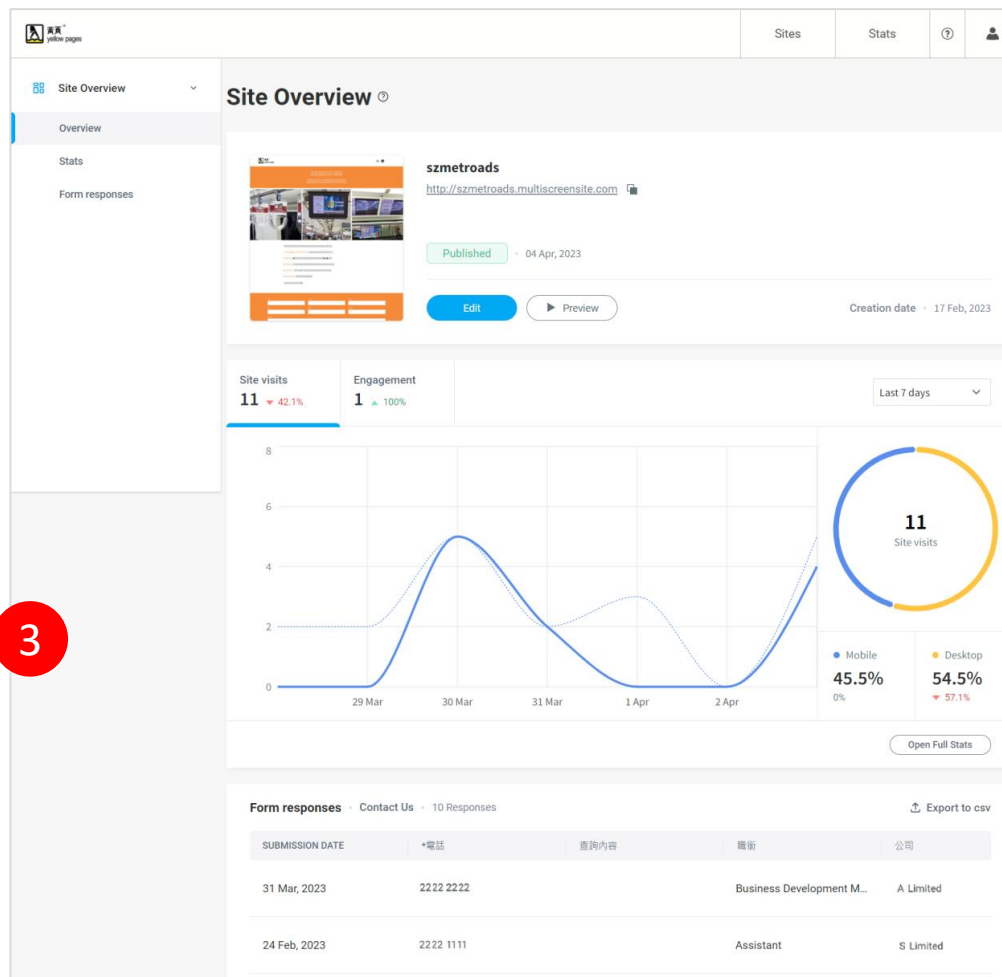 黃頁
yellow pages
Sites
Stats
Site Overview
Overview
Stats
Form responses
Site Overview
szmetroads
http://szmetroads.multiscreensite.com
Published
04 Apr, 2023
Edit
Preview
Creation date
17 Feb, 2023
Site visits
11 42.1%
Engagement
1 100%
Last 7 days
8
6
4
2
0
29 Mar
30 Mar
31 Mar
1 Apr
2 Apr
11
Site visits
Mobile
45.5%
0%
Desktop
54.5%
57.1%
Open Full Stats
3
Form responses Contact Us 10 Responses
Export to csv
SUBMISSION DATE
*電話
查詢內容
職銜
公司
31 Mar, 2023
2222 2222
Business Development M...
A Limited
24 Feb, 2023
2222 1111
Assistant
S Limited